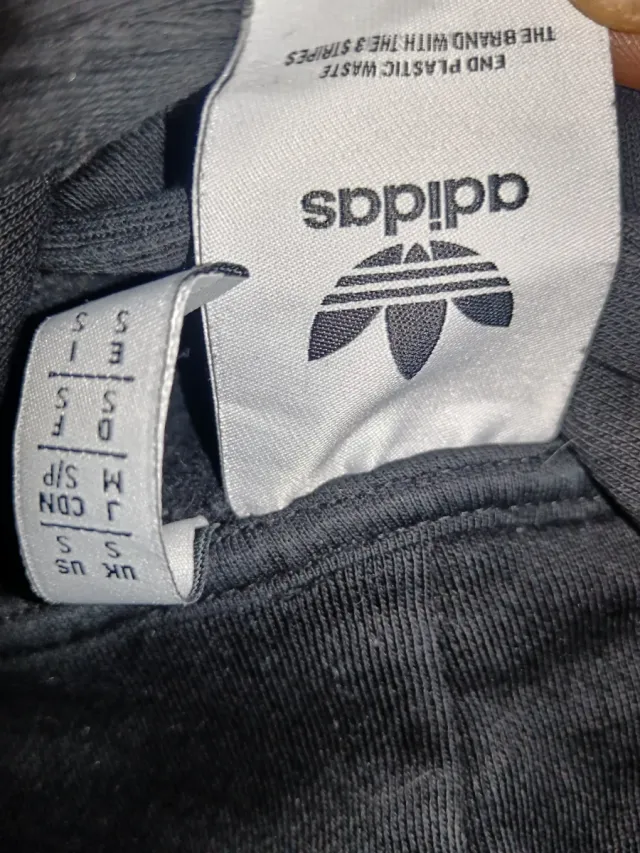 adidas
END PLASTIC WASTE
THE BRAND WITH THE 3 STRIPES
UK US
S S
J CDN
M S/P
D F
S S
E I
S S